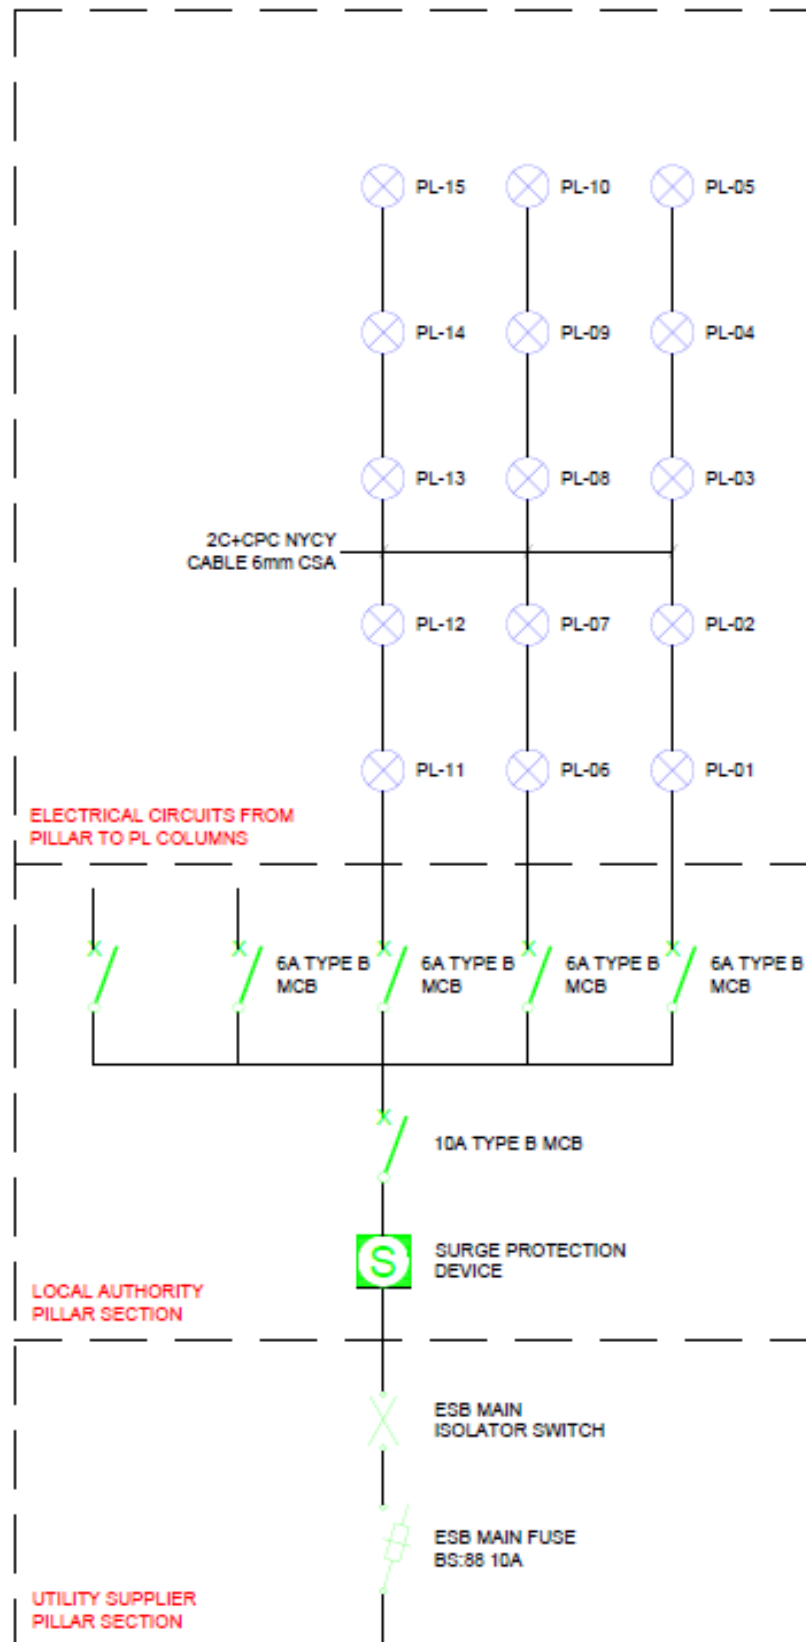 PL-15
PL-10
PL-05
PL-14
PL-09
PL-04
PL-13
PL-08
PL-03
2C+CPC NYCY
CABLE 6mm CSA
PL-12
PL-07
PL-02
PL-11
PL-06
PL-01
ELECTRICAL CIRCUITS FROM
PILLAR TO PL COLUMNS
6A TYPE B
MCB
6A TYPE B
MCB
6A TYPE B
MCB
6A TYPE B
MCB
10A TYPE B MCB
S
SURGE PROTECTION
DEVICE
LOCAL AUTHORITY
PILLAR SECTION
ESB MAIN
ISOLATOR SWITCH
ESB MAIN FUSE
BS:88 10A
UTILITY SUPPLIER
PILLAR SECTION